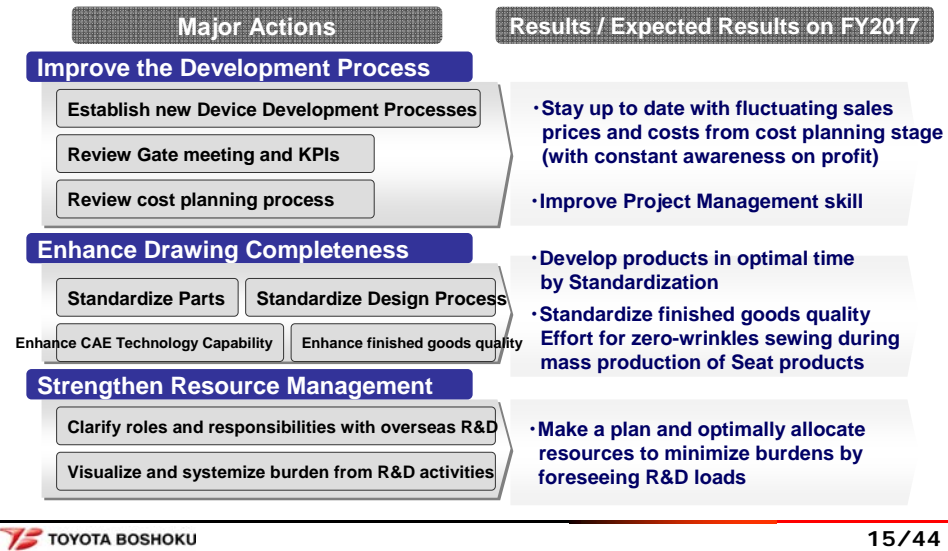 Major Actions
Results / Expected Results on FY2017
Improve the Development Process
Establish new Device Development Processes
Review Gate meeting and KPIs
Review cost planning process
・Stay up to date with fluctuating sales
prices and costs from cost planning stage
(with constant awareness on profit)
・Improve Project Management skill
Enhance Drawing Completeness
Standardize Parts
Standardize Design Process
Enhance CAE Technology Capability
Enhance finished goods quality
・Develop products in optimal time
by Standardization
・Standardize finished goods quality
Effort for zero-wrinkles sewing during
mass production of Seat products
Strengthen Resource Management
Clarify roles and responsibilities with overseas R&D
Visualize and systemize burden from R&D activities
・Make a plan and optimally allocate
resources to minimize burdens by
foreseeing R&D loads
TOYOTA BOSHOKU
15/44